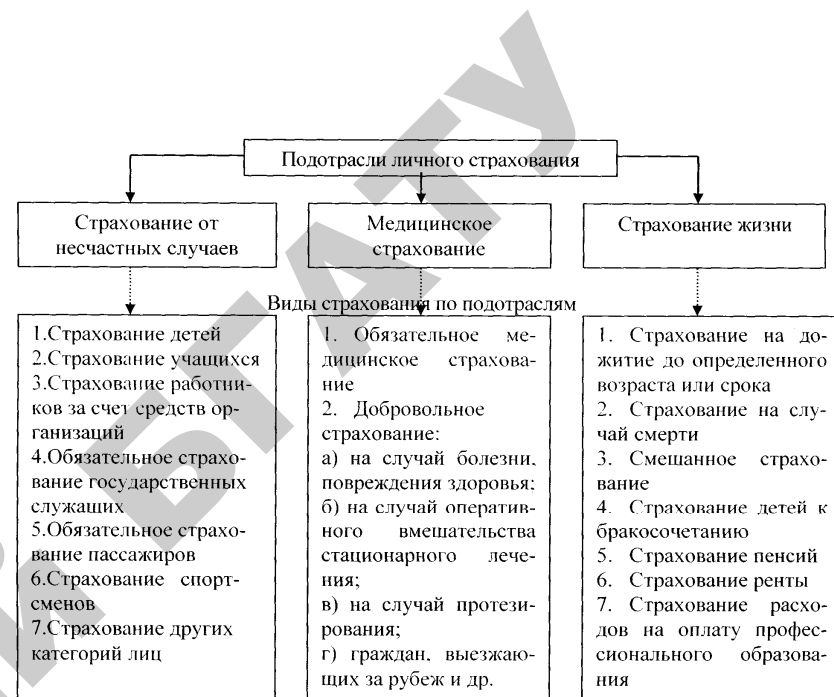 Подотрасли личного страхования
Страхование от
несчастных случаев
Медицинское
страхование
Страхование жизни
Виды страхования по подотраслям
1.Страхование детей
2.Страхование учащихся
3.Страхование работни-
ков за счет средств ор-
ганизаций
4.Обязательное страхо-
вание государственных
служащих
5.Обязательное страхо-
вание пассажиров
6.Страхование спорт-
сменов
7.Страхование других
категорий лиц
1. Обязательное ме-
дицинское страхова-
ние
2. Добровольное
страхование:
а) на случай болезни,
повреждения здоровья;
б) на случай оператив-
ного вмешательства
стационарного лече-
ния;
в) на случай протези-
рования;
г) граждан, выезжаю-
щих за рубеж и др.
1. Страхование на до-
житие до определенного
возраста или срока
2. Страхование на слу-
чай смерти
3. Смешанное страхо-
вание
4. Страхование детей к
бракосочетанию
5. Страхование пенсий
6. Страхование ренты
7. Страхование расхо-
дов на оплату профес-
сионального образова-
ния
Й БГАТУ